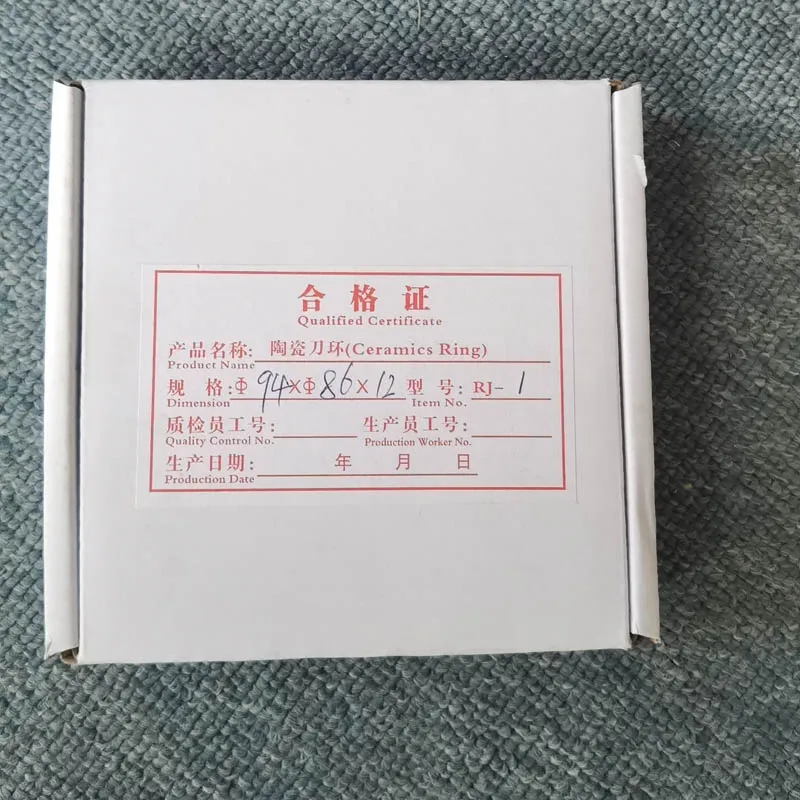 合格证
Qualified Certificate
产品名称: 陶瓷刀环(Ceramics Ring)
Product Name
规 格:Φ 94×Φ 86×12 型 号: RJ-1
Dimension Item No.
质检员工号: 生产员工号:
Quality Control No. Production Worker No.
生产日期: 年 月 日
Production Date